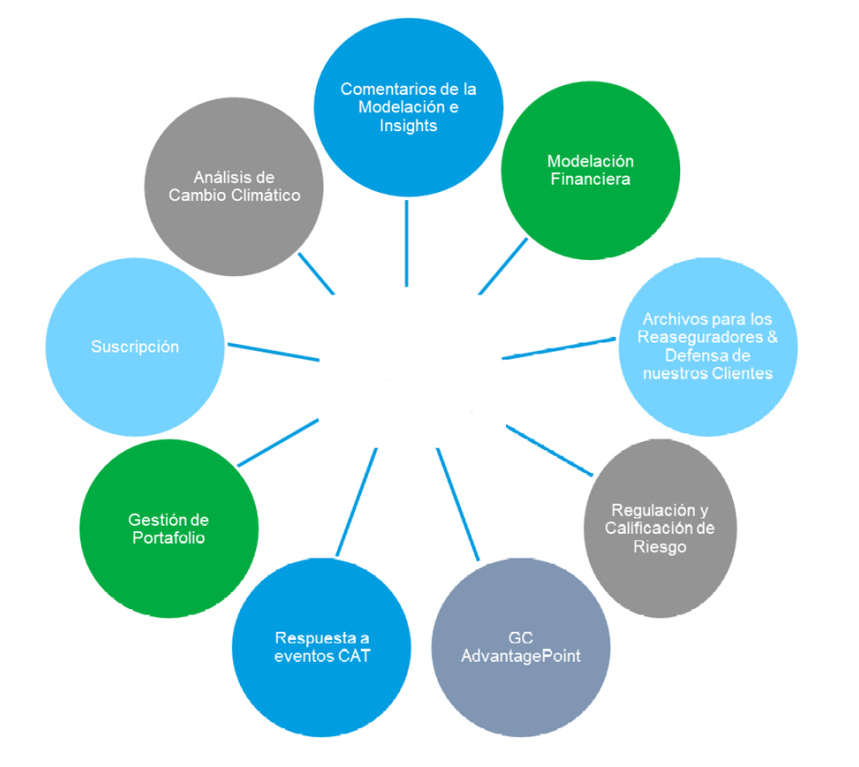 Comentarios de la
Modelación e
Insights
Modelación
Financiera
Archivos para los
Reaseguradores &
Defensa de
nuestros Clientes
Regulación y
Calificación de
Riesgo
GC
AdvantagePoint
Respuesta a
eventos CAT
Gestión de
Portafolio
Suscripción
Análisis de
Cambio Climático